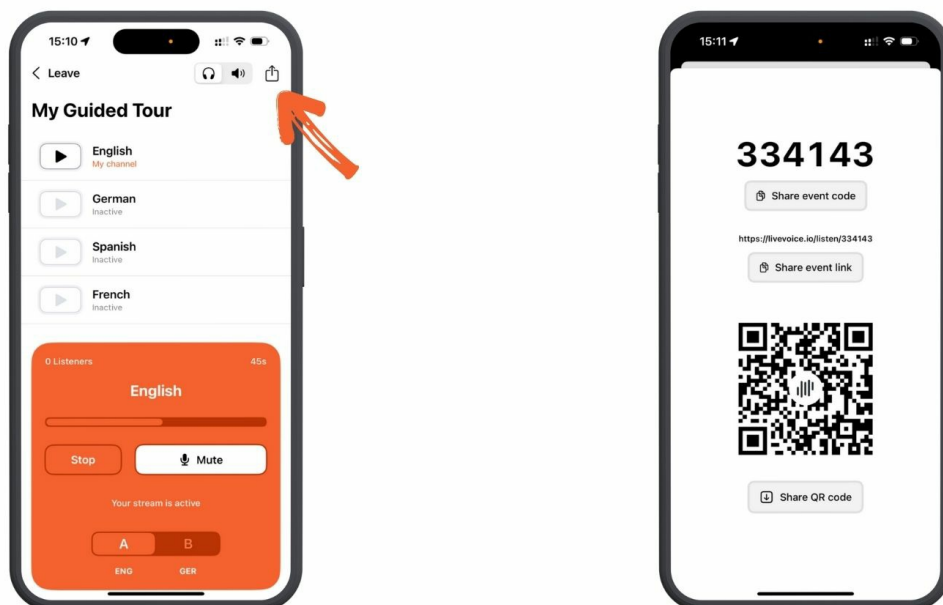 15:10
Leave
My Guided Tour
English
My channel
German
Inactive
Spanish
Inactive
French
Inactive
0 Listeners 45s
English
Stop Mute
Your stream is active
A B
ENG GER
15:11
334143
Share event code
https://livevoice.io/listen/334143
Share event link
Share QR code